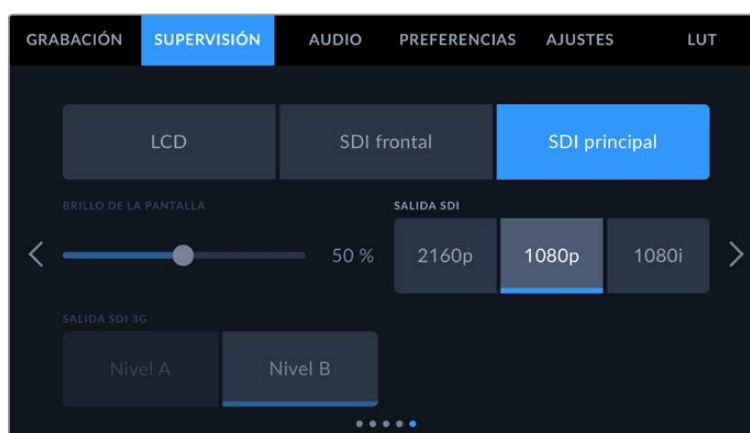 GRABACIÓN SUPERVISIÓN AUDIO PREFERENCIAS AJUSTES LUT
LCD SDI frontal SDI principal
BRILLO DE LA PANTALLA SALIDA SDI
50 % 2160p 1080p 1080i
SALIDA SDI 3G
Nivel A Nivel B